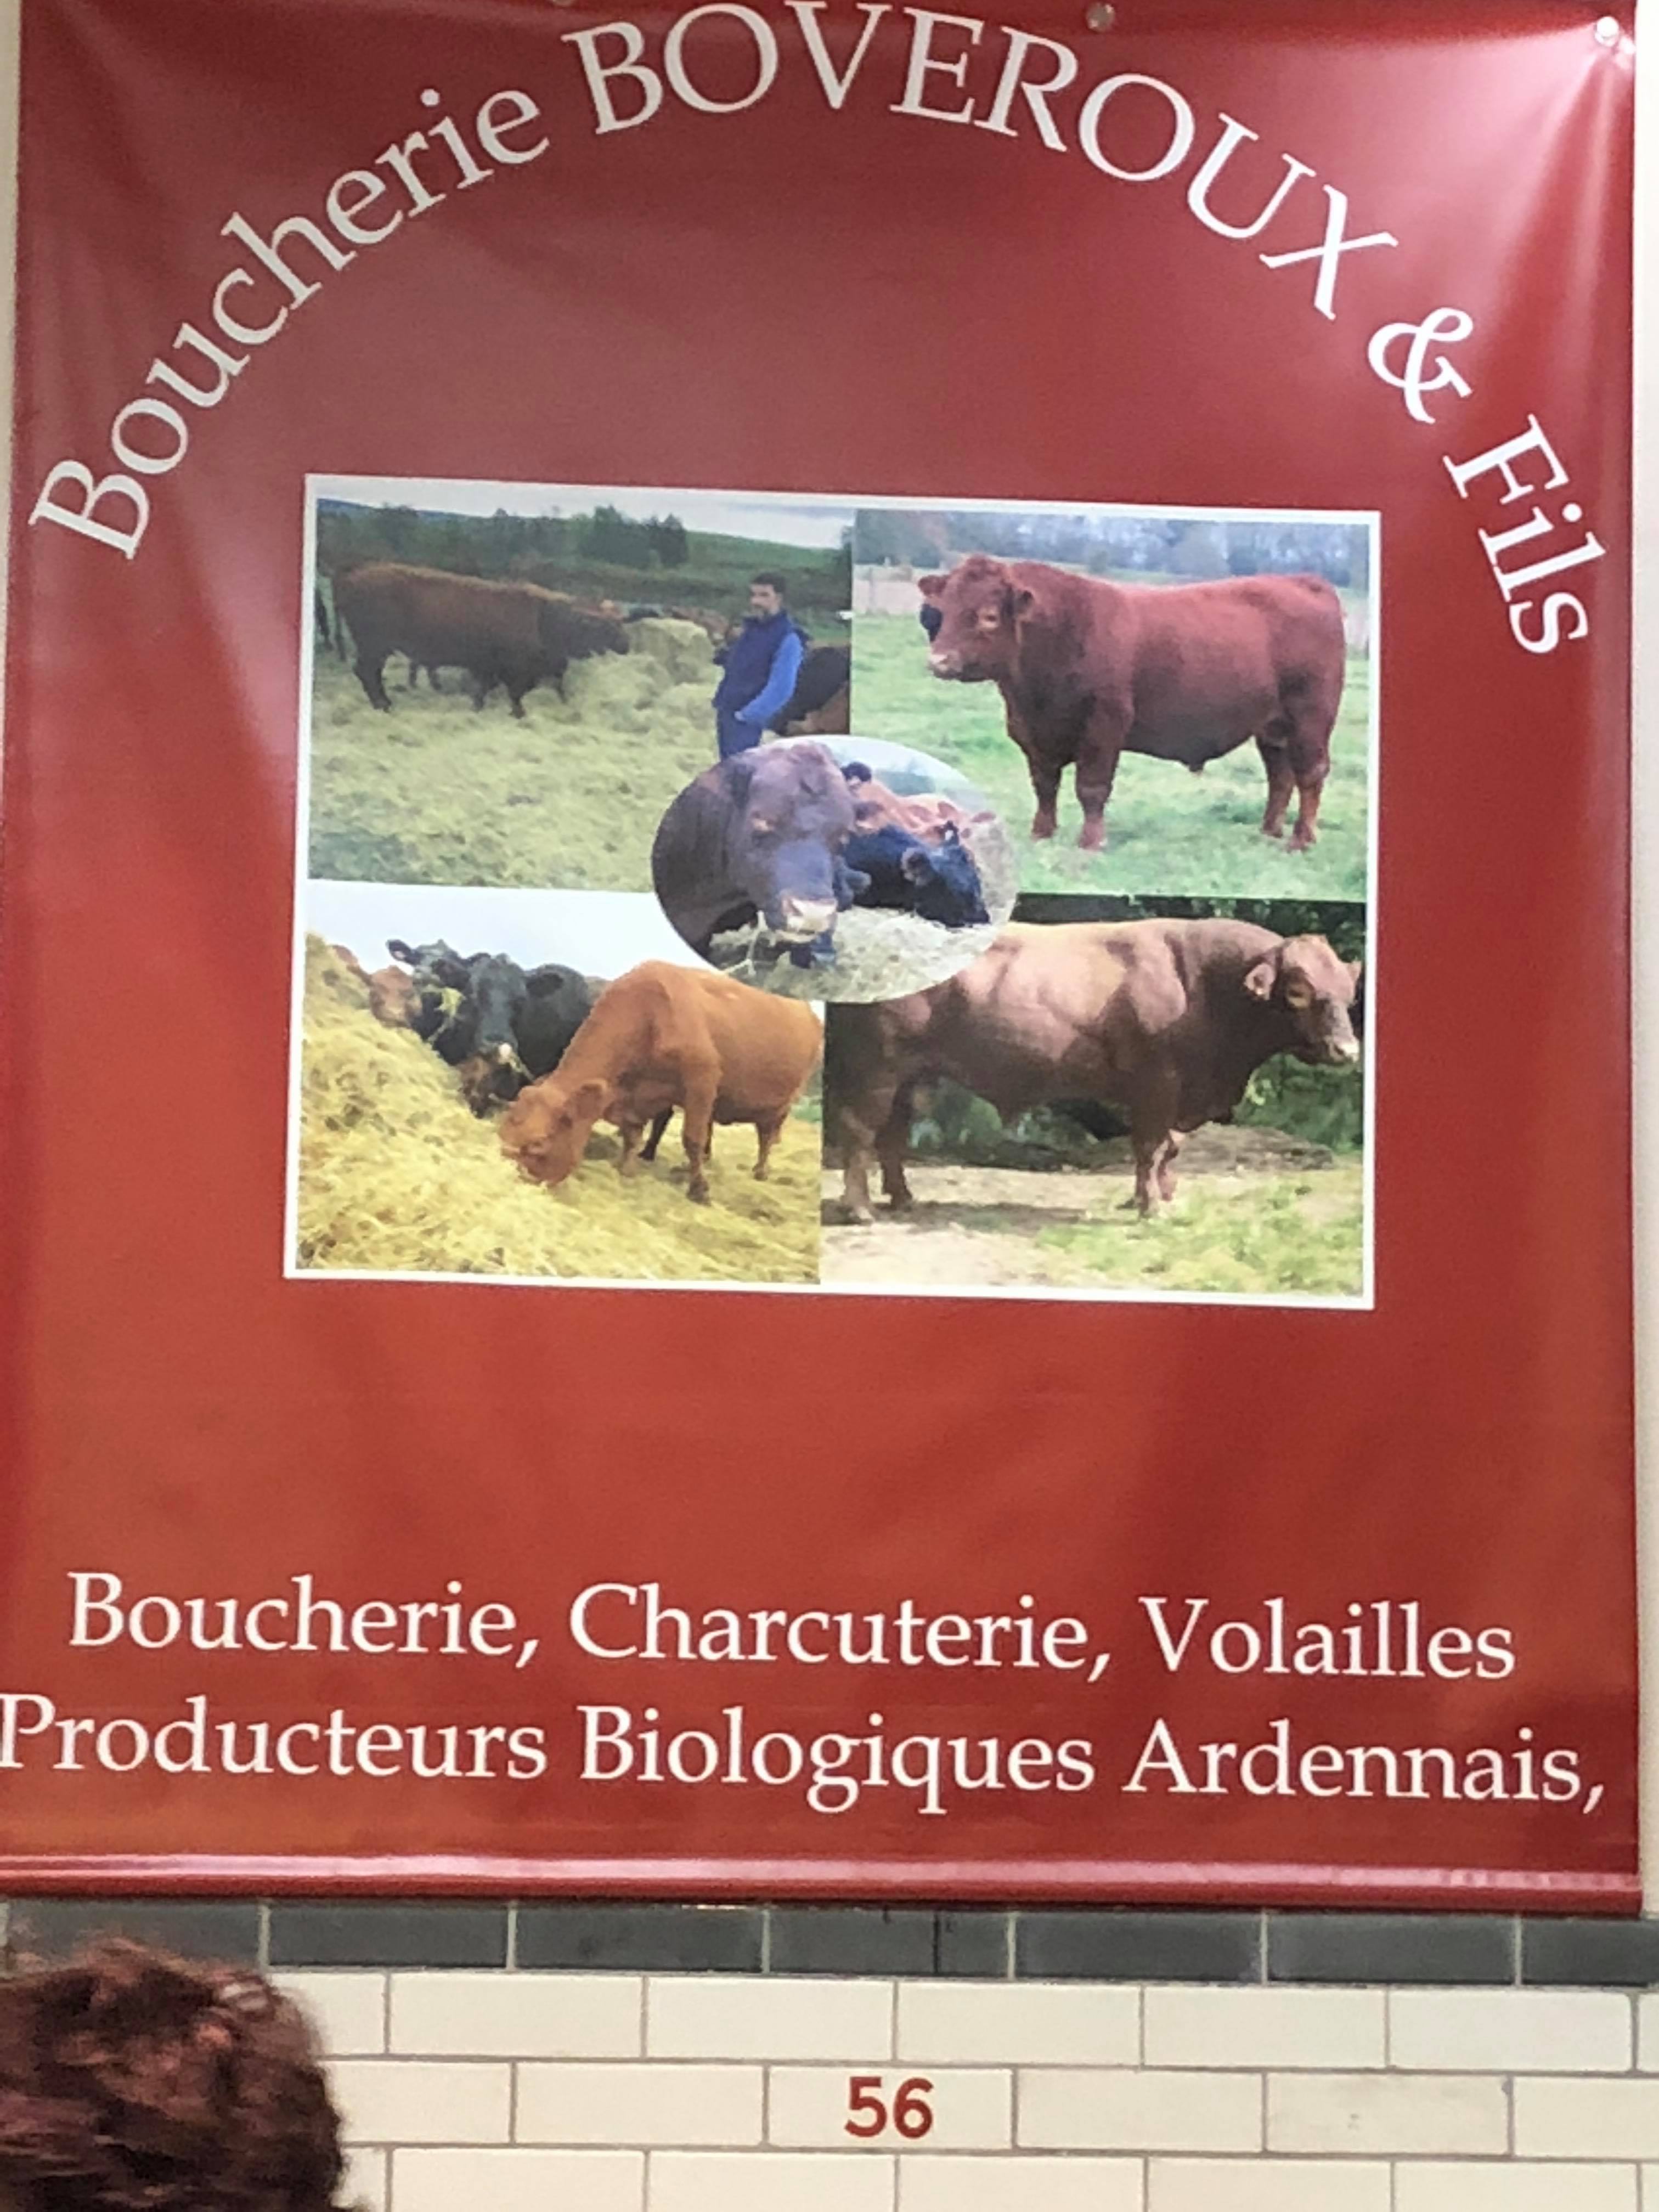 Boucherie BOVEROUX & Fils
Boucherie, Charcuterie, Volailles
Producteurs Biologiques Ardennais,
56